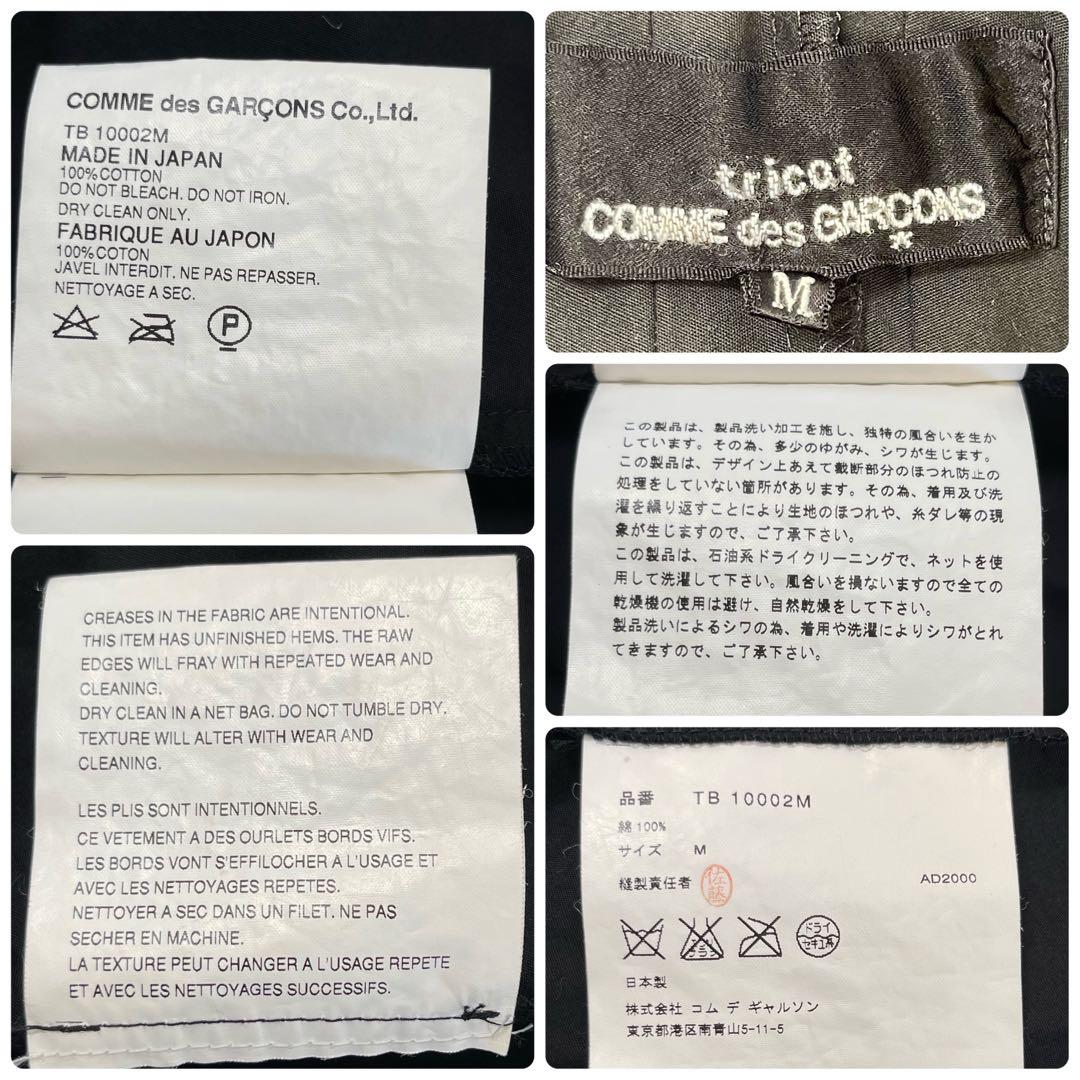 COMME des GARÇONS Co.,Ltd.
TB 10002M
MADE IN JAPAN
100%COTTON
DO NOT BLEACH. DO NOT IRON.
DRY CLEAN ONLY.
FABRIQUE AU JAPON
100%COTON
JAVEL INTERDIT. NE PAS REPASSER.
NETTOYAGE A SEC.
P
tricot
COMME des GARÇONS
*
M
この製品は、製品洗い加工を施し、独特の風合いを生か
しています。その為、多少のゆがみ、シワが生じます。
この製品は、デザイン上あえて裁断部分のほつれ防止の
処理をしていない箇所があります。その為、着用及び洗
濯を繰り返すことにより生地のほつれや、糸ダレ等の現
象が生じますので、ご了承下さい。
この製品は、石油系ドライクリーニングで、ネットを使
用して洗濯して下さい。風合いを損ないますので全ての
乾燥機の使用は避け、自然乾燥をして下さい。
製品洗いによるシワの為、着用や洗濯によりシワがとれ
てきますので、ご了承下さい。
CREASES IN THE FABRIC ARE INTENTIONAL.
THIS ITEM HAS UNFINISHED HEMS. THE RAW
EDGES WILL FRAY WITH REPEATED WEAR AND
CLEANING.
DRY CLEAN IN A NET BAG. DO NOT TUMBLE DRY.
TEXTURE WILL ALTER WITH WEAR AND
CLEANING.
LES PLIS SONT INTENTIONNELS.
CE VETEMENT A DES OURLETS BORDS VIFS.
LES BORDS VONT S'EFFILOCHER A L'USAGE ET
AVEC LES NETTOYAGES REPETES.
NETTOYER A SEC DANS UN FILET. NE PAS
SECHER EN MACHINE.
LA TEXTURE PEUT CHANGER A L'USAGE REPETE
ET AVEC LES NETTOYAGES SUCCESSIFS.
品番 TB 10002M
綿100%
サイズ M
縫製責任者 佐藤
AD2000
エンソ サラシ
ドライ
セキユ系
日本製
株式会社 コム デ ギャルソン
東京都港区南青山5-11-5